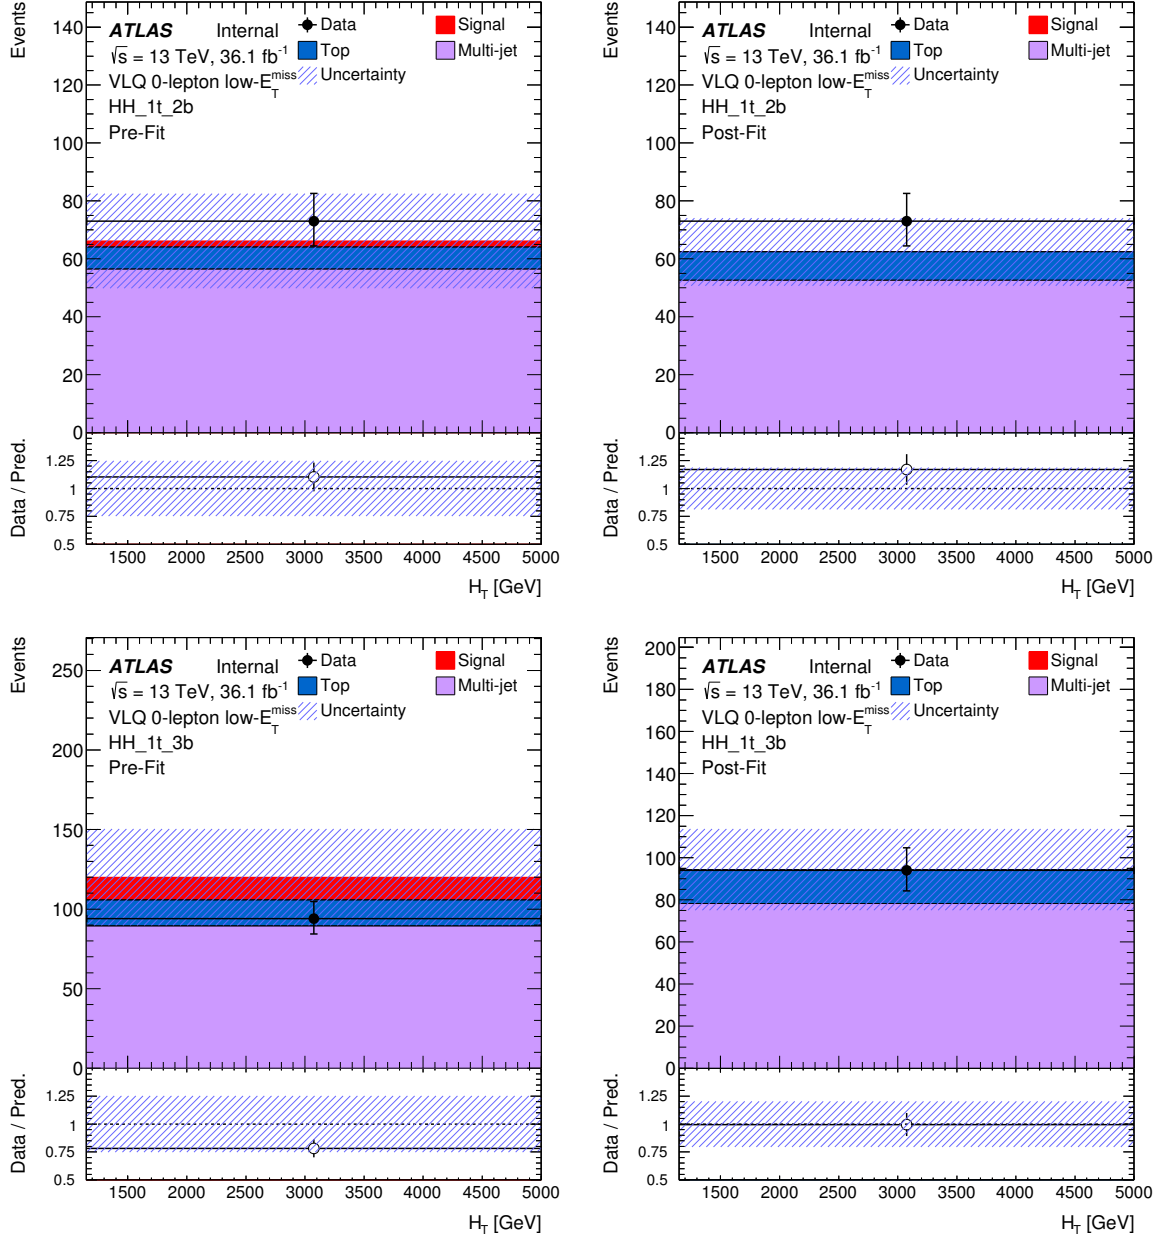 Events
140
120
100
80
60
40
20
0
ATLAS Internal
√s = 13 TeV, 36.1 fb⁻¹
VLQ 0-lepton low-E_T^miss
HH_1t_2b
Pre-Fit
Data
Signal
Top
Multi-jet
Uncertainty
Data / Pred.
1.25
1
0.75
0.5
1500 2000 2500 3000 3500 4000 4500 5000
H_T [GeV]
Events
140
120
100
80
60
40
20
0
ATLAS Internal
√s = 13 TeV, 36.1 fb⁻¹
VLQ 0-lepton low-E_T^miss
HH_1t_2b
Post-Fit
Data
Signal
Top
Multi-jet
Uncertainty
Data / Pred.
1.25
1
0.75
0.5
1500 2000 2500 3000 3500 4000 4500 5000
H_T [GeV]
Events
250
200
150
100
50
0
ATLAS Internal
√s = 13 TeV, 36.1 fb⁻¹
VLQ 0-lepton low-E_T^miss
HH_1t_3b
Pre-Fit
Data
Signal
Top
Multi-jet
Uncertainty
Data / Pred.
1.25
1
0.75
0.5
1500 2000 2500 3000 3500 4000 4500 5000
H_T [GeV]
Events
200
180
160
140
120
100
80
60
40
20
0
ATLAS Internal
√s = 13 TeV, 36.1 fb⁻¹
VLQ 0-lepton low-E_T^miss
HH_1t_3b
Post-Fit
Data
Signal
Top
Multi-jet
Uncertainty
Data / Pred.
1.25
1
0.75
0.5
1500 2000 2500 3000 3500 4000 4500 5000
H_T [GeV]